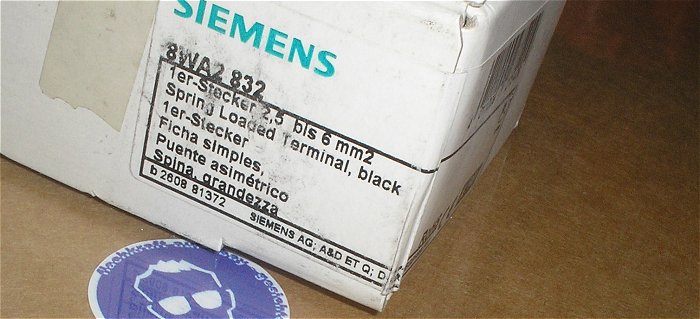 SIEMENS
8WA2 832
1er-Stecker 2,5 bis 6 mm2
Spring Loaded Terminal, black
1er-Stecker
Ficha simples,
Puente asimétrico
Spina, grandezza
b 2608 81372
SIEMENS AG; A&D ET Q; D